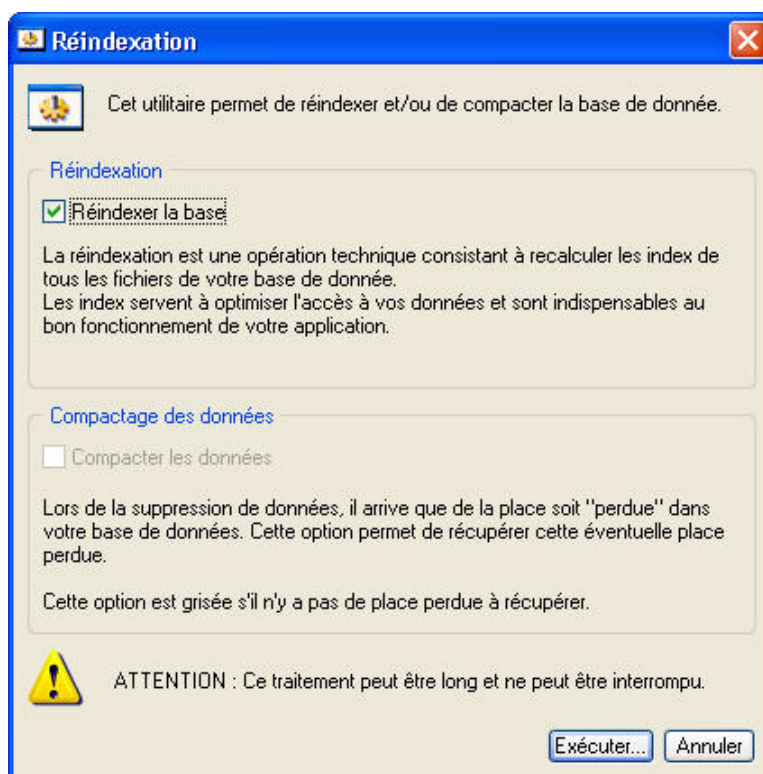 Réindexation
Cet utilitaire permet de réindexer et/ou de compacter la base de donnée.
Réindexation
Réindexer la base
La réindexation est une opération technique consistant à recalculer les index de
tous les fichiers de votre base de donnée.
Les index servent à optimiser l'accès à vos données et sont indispensables au
bon fonctionnement de votre application.
Compactage des données
Compacter les données
Lors de la suppression de données, il arrive que de la place soit "perdue" dans
votre base de données. Cette option permet de récupérer cette éventuelle place
perdue.
Cette option est grisée s'il n'y a pas de place perdue à récupérer.
ATTENTION : Ce traitement peut être long et ne peut être interrompu.
Exécuter... Annuler